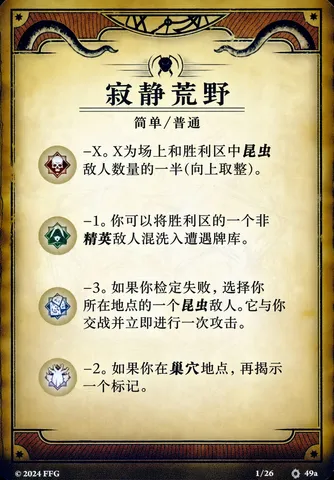 寂静荒野
简单/普通
–X。X为场上和胜利区中昆虫
敌人数量的一半(向上取整)。
–1。你可以将胜利区的一个非
精英敌人混洗入遭遇牌库。
–3。如果你检定失败，选择你
所在地点的一个昆虫敌人。它与你
交战并立即进行一次攻击。
–2。如果你在巢穴地点，再揭示
一个标记。
© 2024 FFG
1/26
49a